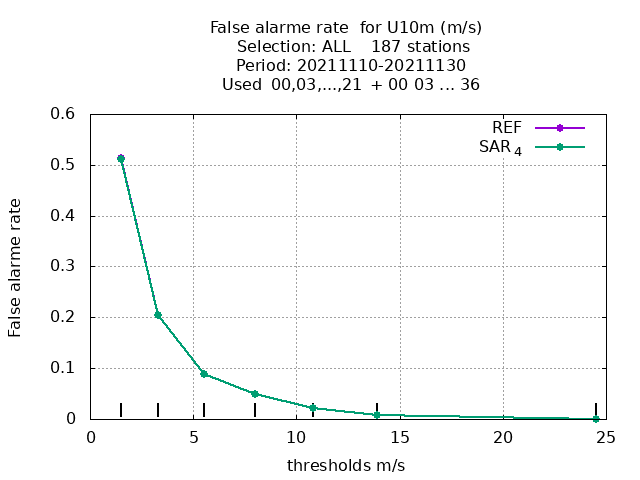 False alarme rate  for U10m (m/s)
Selection: ALL    187 stations
Period: 20211110-20211130
Used  00,03,...,21  + 00 03 ... 36
REF
SAR 4
0.6
0.5
0.4
0.3
0.2
0.1
0
False alarme rate
0 5 10 15 20 25
thresholds m/s